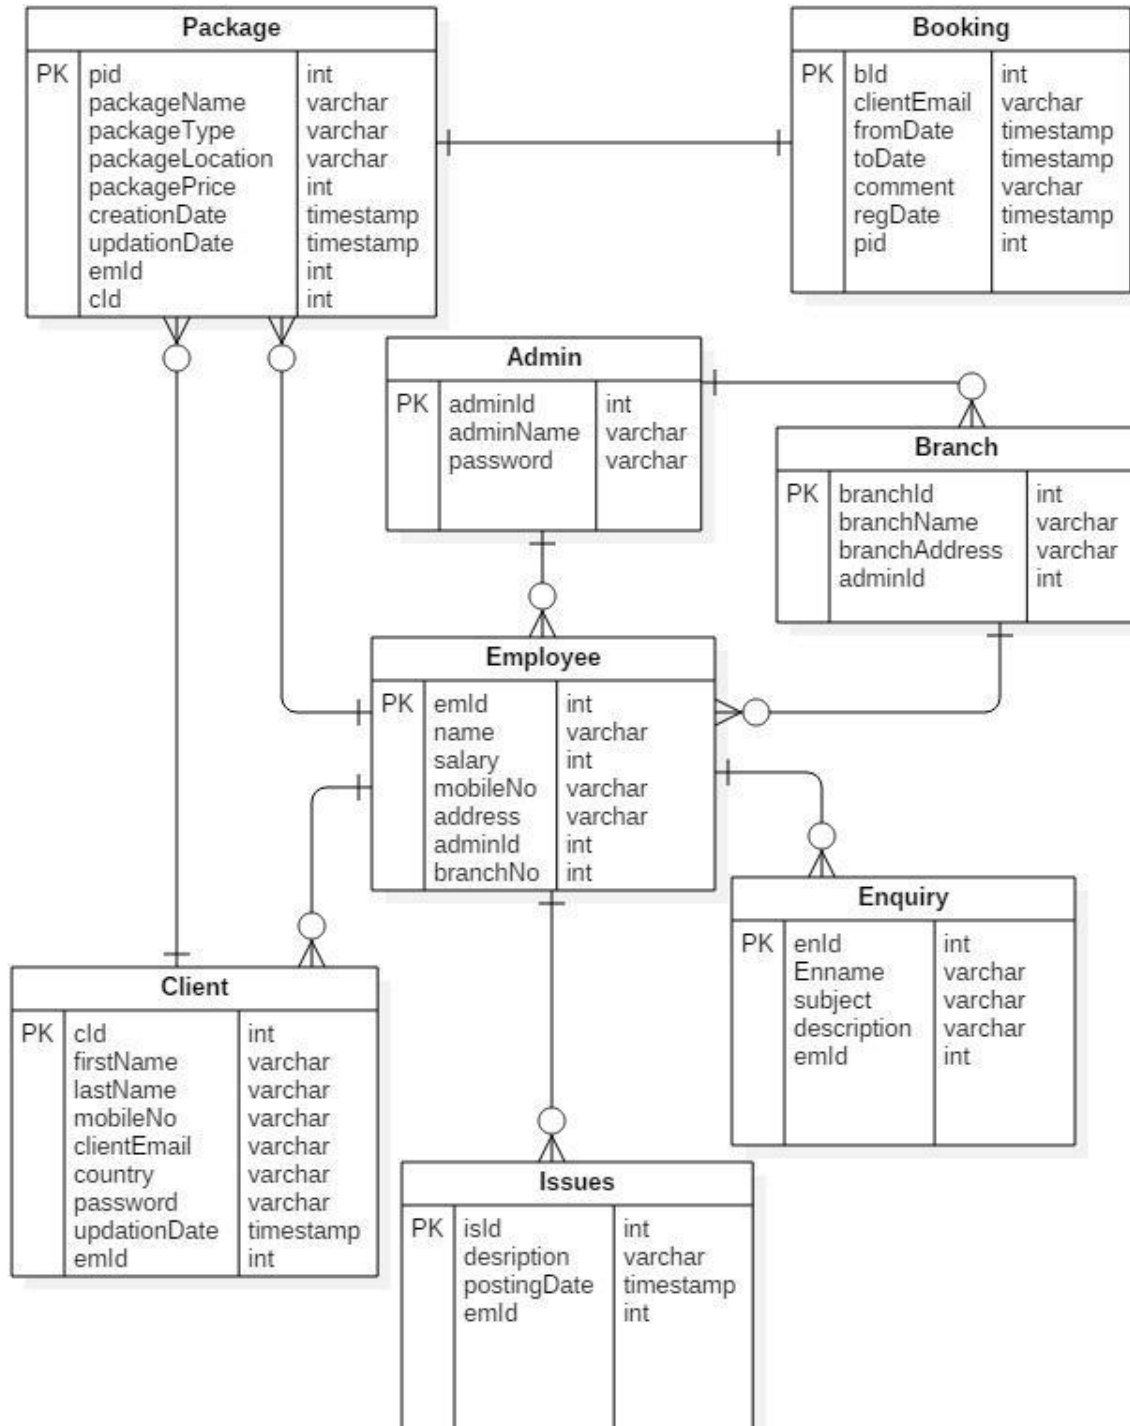 Package
PK pid int
packageName varchar
packageType varchar
packageLocation varchar
packagePrice int
creationDate timestamp
updationDate timestamp
emId int
cId int
Booking
PK bId int
clientEmail varchar
fromDate timestamp
toDate timestamp
comment varchar
regDate timestamp
pid int
Admin
PK adminId int
adminName varchar
password varchar
Branch
PK branchId int
branchName varchar
branchAddress varchar
adminId int
Employee
PK emId int
name varchar
salary int
mobileNo varchar
address varchar
adminId int
branchNo int
Enquiry
PK enId int
Enname varchar
subject varchar
description varchar
emId int
Client
PK cId int
firstName varchar
lastName varchar
mobileNo varchar
clientEmail varchar
country varchar
password varchar
updationDate timestamp
emId int
Issues
PK isId int
desription varchar
postingDate timestamp
emId int